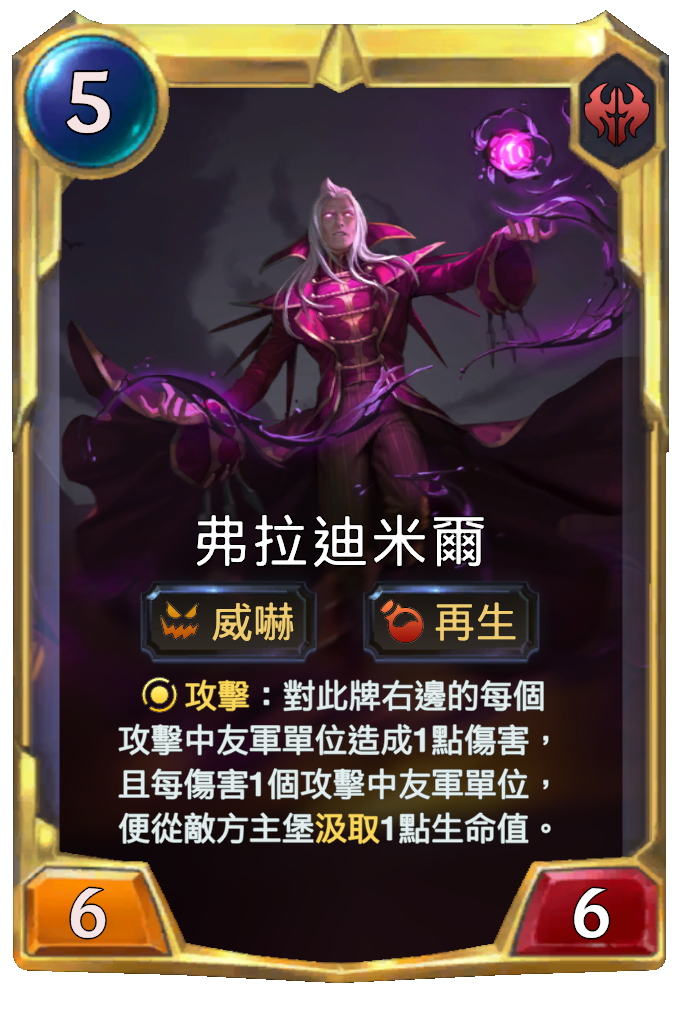 5
弗拉迪米爾
威嚇 再生
攻擊：對此牌右邊的每個
攻擊中友軍單位造成1點傷害，
且每傷害1個攻擊中友軍單位，
便從敵方主堡汲取1點生命值。
6 6